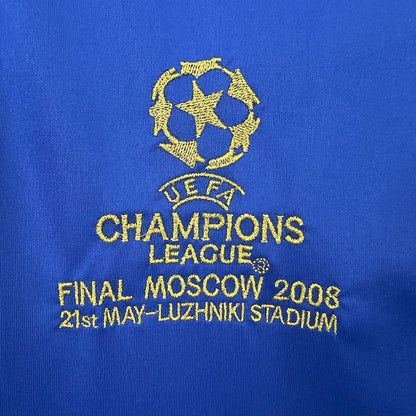 UEFA
CHAMPIONS
LEAGUE®
FINAL MOSCOW 2008
21st MAY-LUZHNIKI STADIUM